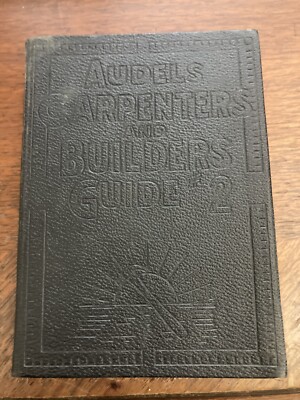 AUDELS
CARPENTERS
AND
BUILDERS
GUIDE #2